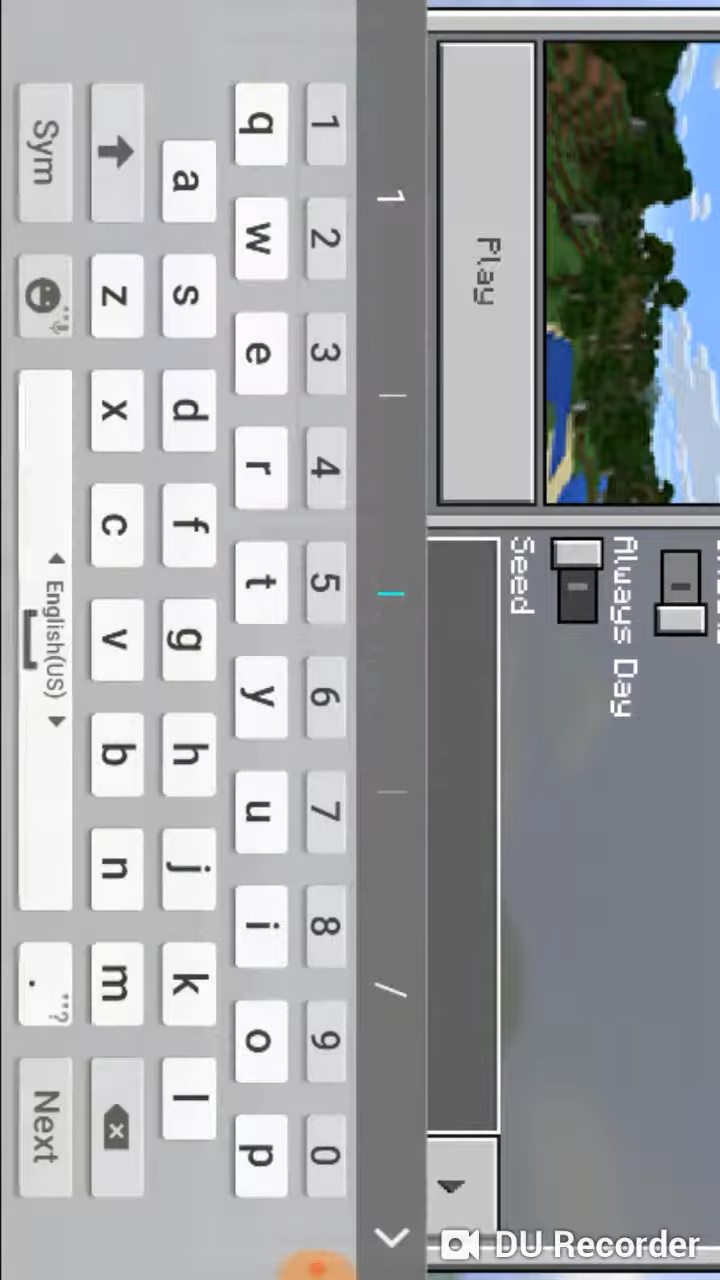 Always Day
Seed
Play
1 | /
1 2 3 4 5 6 7 8 9 0
q w e r t y u i o p
a s d f g h j k l
z x c v b n m
Sym English(US) . Next
DU Recorder